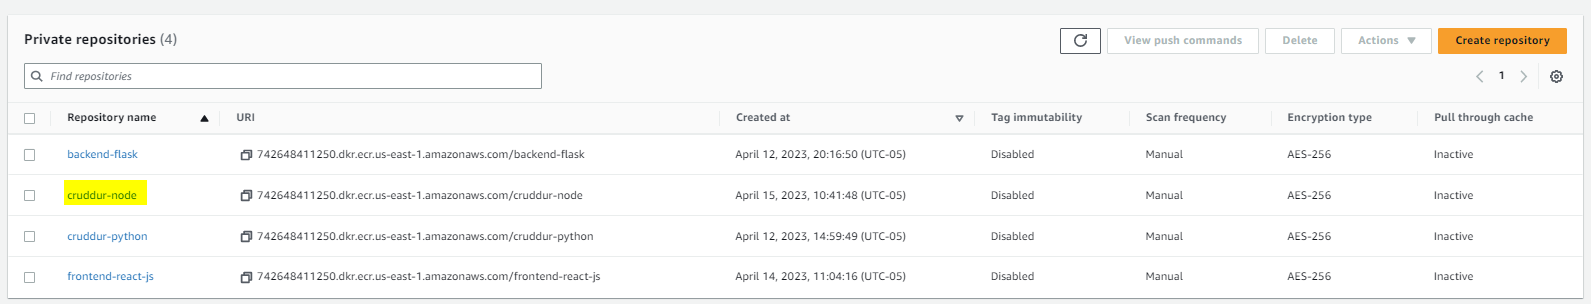 Private repositories (4)
View push commands
Delete
Actions
Create repository
Find repositories
1
Repository name URI Created at Tag immutability Scan frequency Encryption type Pull through cache
backend-flask 742648411250.dkr.ecr.us-east-1.amazonaws.com/backend-flask April 12, 2023, 20:16:50 (UTC-05) Disabled Manual AES-256 Inactive
cruddur-node 742648411250.dkr.ecr.us-east-1.amazonaws.com/cruddur-node April 15, 2023, 10:41:48 (UTC-05) Disabled Manual AES-256 Inactive
cruddur-python 742648411250.dkr.ecr.us-east-1.amazonaws.com/cruddur-python April 12, 2023, 14:59:49 (UTC-05) Disabled Manual AES-256 Inactive
frontend-react-js 742648411250.dkr.ecr.us-east-1.amazonaws.com/frontend-react-js April 14, 2023, 11:04:16 (UTC-05) Disabled Manual AES-256 Inactive